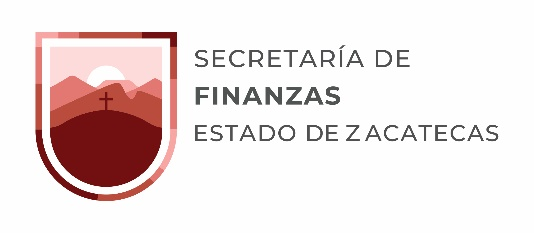 SECRETARÍA DE
FINANZAS
ESTADO DE ZACATECAS